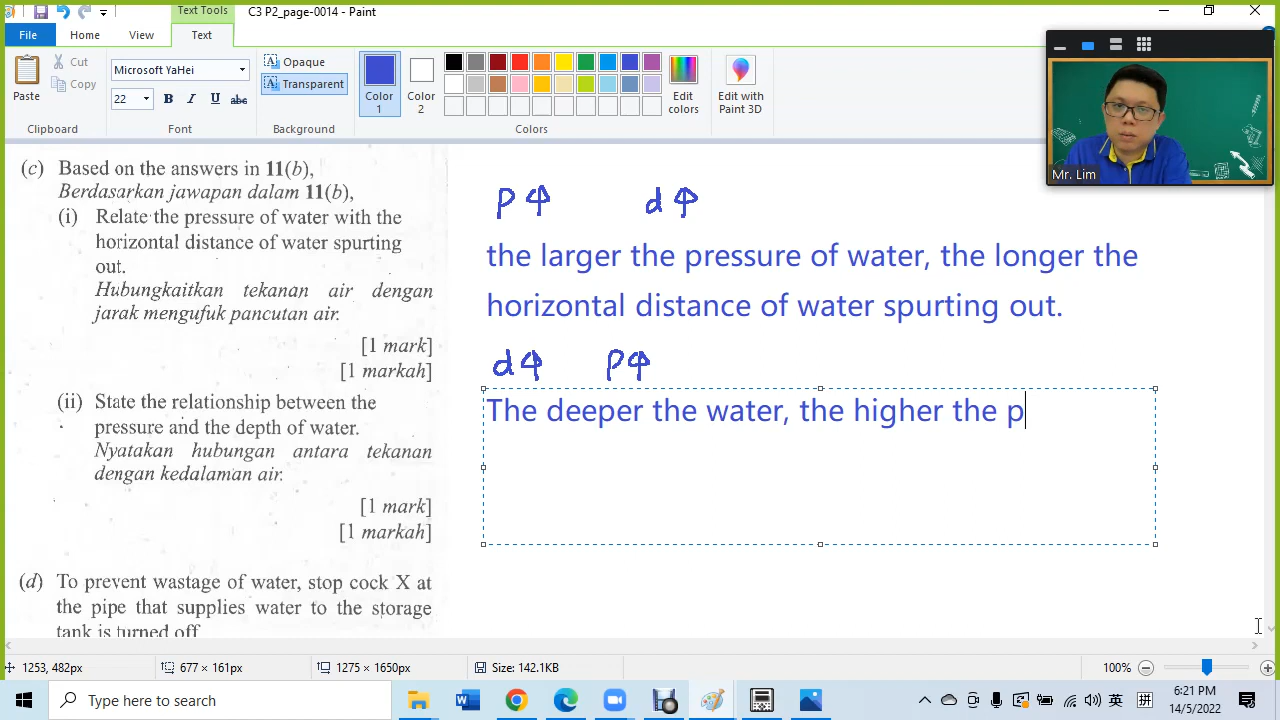 Text Tools
C3 P2_page-0014 - Paint
File
Home
View
Text
Paste
Cut
Copy
Clipboard
Microsoft YaHei
22
B
I
U
abc
Font
Opaque
Transparent
Background
Color
1
Color
2
Colors
Edit
colors
Edit with
Paint 3D
Mr. Lim
(c) Based on the answers in 11(b),
Berdasarkan jawapan dalam 11(b),
(i) Relate the pressure of water with the
horizontal distance of water spurting
out.
Hubungkaitkan tekanan air dengan
jarak mengufuk pancutan air.
[1 mark]
[1 markah]
(ii) State the relationship between the
pressure and the depth of water.
Nyatakan hubungan antara tekanan
dengan kedalaman air.
[1 mark]
[1 markah]
(d) To prevent wastage of water, stop cock X at
the pipe that supplies water to the storage
tank is turned off
P↑ d↑
the larger the pressure of water, the longer the
horizontal distance of water spurting out.
d↑ P↑
The deeper the water, the higher the p
1253, 482px
677 × 161px
1275 × 1650px
Size: 142.1KB
100%
Type here to search
英
拼
6:21 PM
14/5/2022